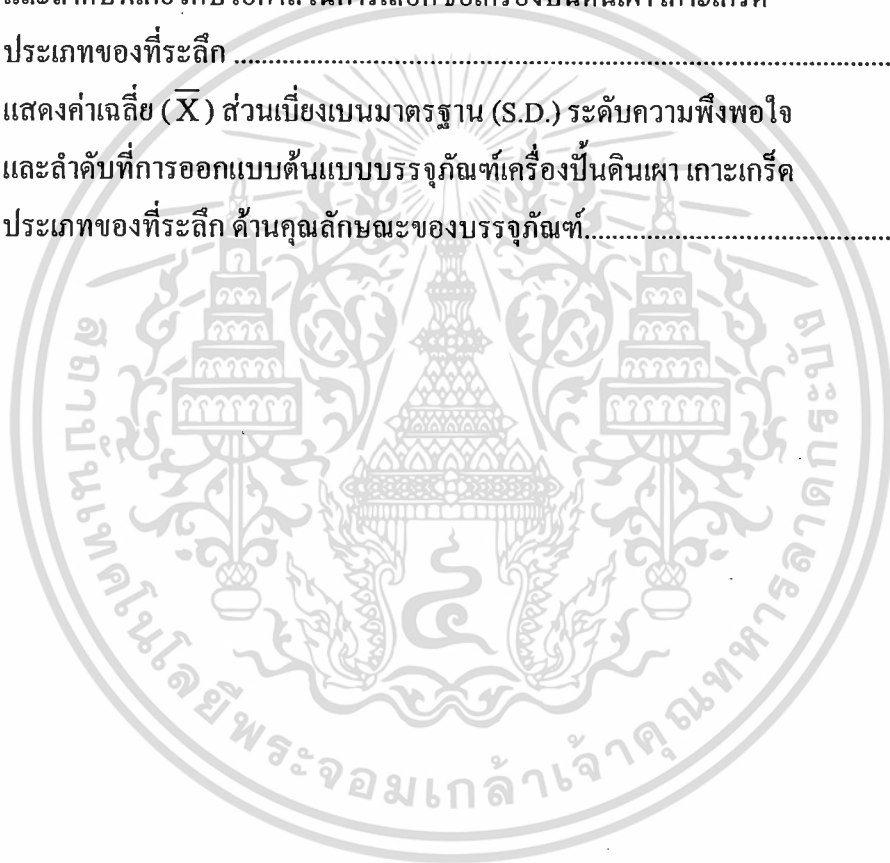 ประเภทของที่ระลึก ................................................................................
แสดงค่าเฉลี่ย (X̅) ส่วนเบี่ยงเบนมาตรฐาน (S.D.) ระดับความพึงพอใจ
และลำดับที่การออกแบบต้นแบบบรรจุภัณฑ์เครื่องปั้นดินเผา เกาะเกร็ด
ประเภทของที่ระลึก ด้านคุณลักษณะของบรรจุภัณฑ์.....................................
สถาบันเทคโนโลยีพระจอมเกล้าเจ้าคุณทหารลาดกระบัง
๔